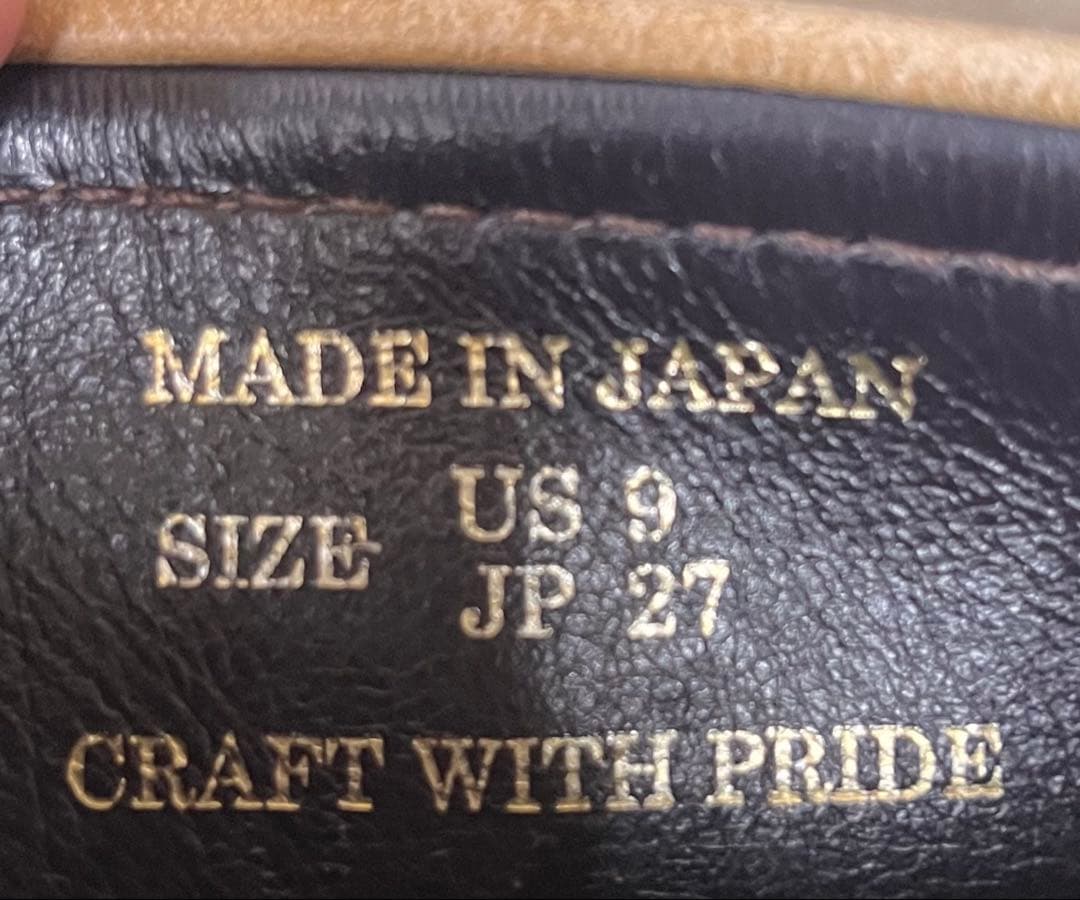 MADE IN JAPAN
SIZE
US 9
JP 27
CRAFT WITH PRIDE